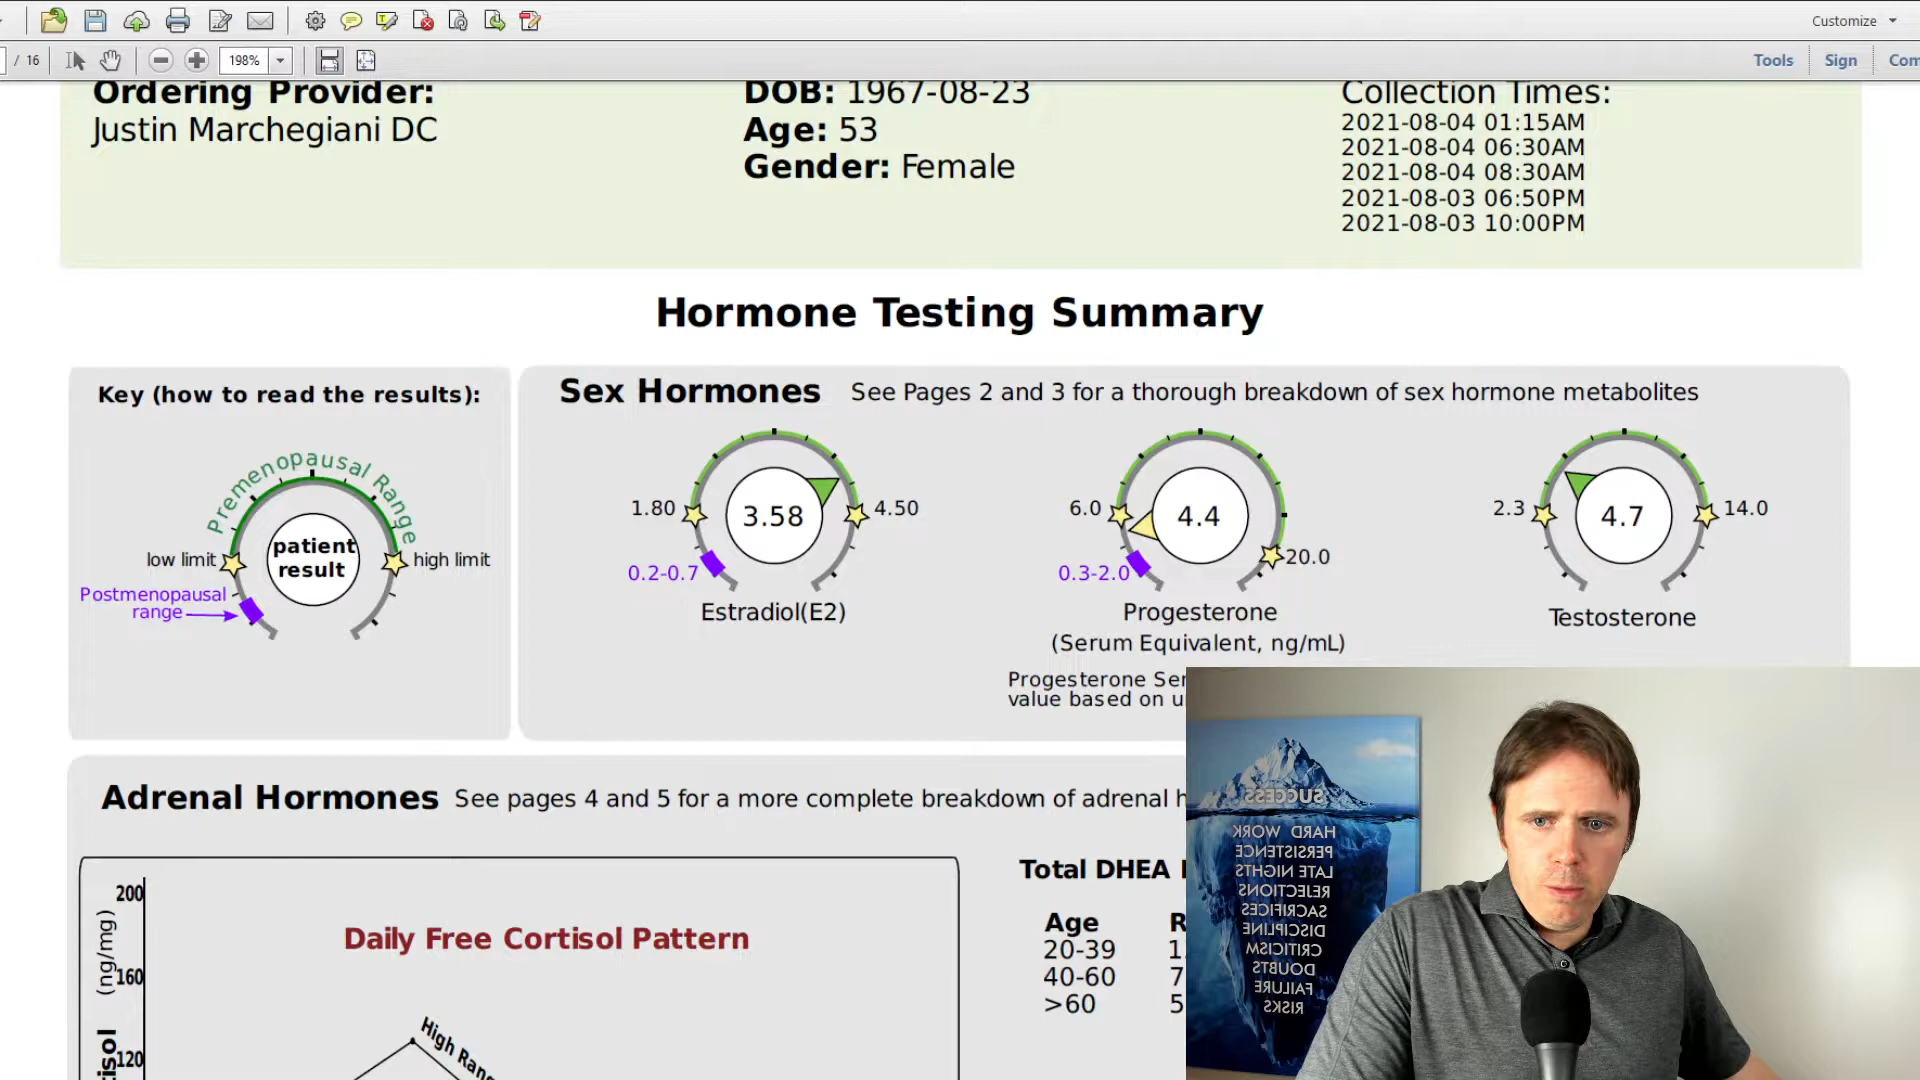 Customize
/ 16
198%
Tools
Sign
Ordering Provider:
Justin Marchegiani DC
DOB: 1967-08-23
Age: 53
Gender: Female
Collection Times:
2021-08-04 01:15AM
2021-08-04 06:30AM
2021-08-04 08:30AM
2021-08-03 06:50PM
2021-08-03 10:00PM
Hormone Testing Summary
Key (how to read the results):
Premenopausal Range
patient
result
low limit
high limit
Postmenopausal
range
Sex Hormones See Pages 2 and 3 for a thorough breakdown of sex hormone metabolites
1.80
3.58
4.50
0.2-0.7
Estradiol(E2)
6.0
4.4
20.0
0.3-2.0
Progesterone
(Serum Equivalent, ng/mL)
Progesterone Ser
value based on u
2.3
4.7
14.0
Testosterone
Adrenal Hormones See pages 4 and 5 for a more complete breakdown of adrenal h
Daily Free Cortisol Pattern
200
160
120
(ng/mg)
High Ran
Total DHEA
Age
20-39
40-60
>60
SUCCESS
HARD WORK
PERSISTENCE
LATE NIGHTS
REJECTIONS
SACRIFICES
DISCIPLINE
CRITICISM
DOUBTS
FAILURE
RISKS